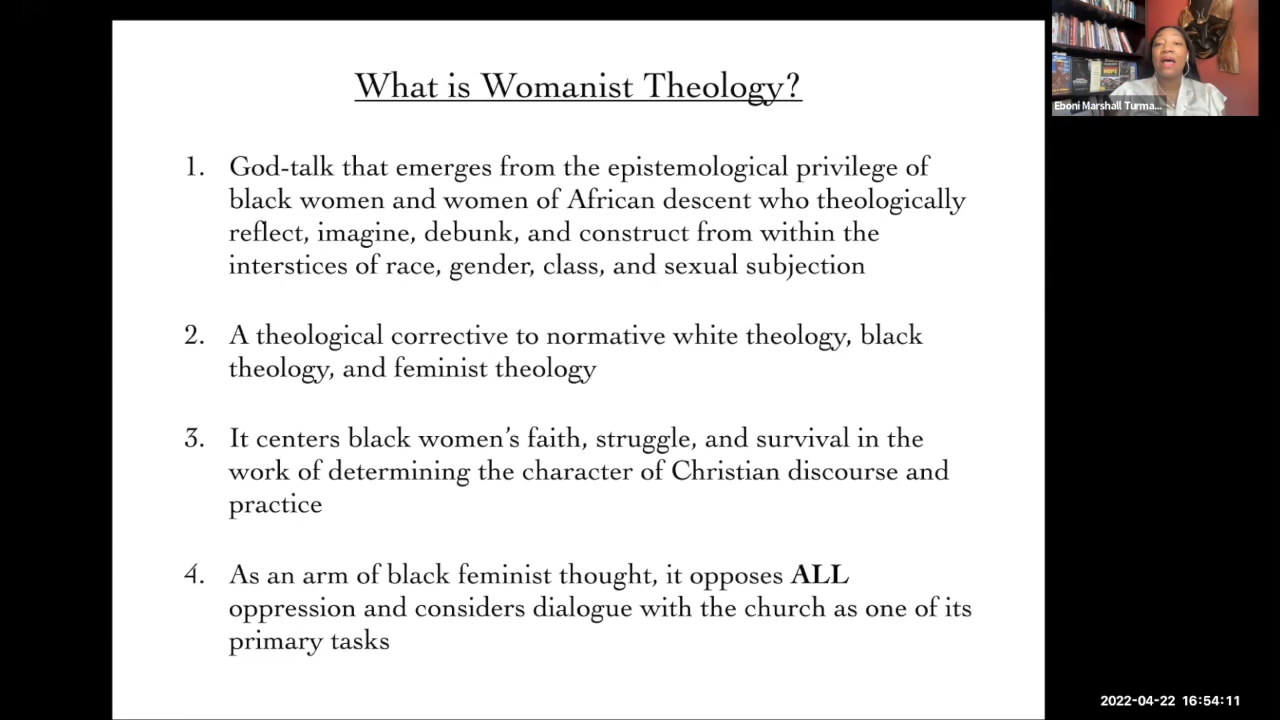 What is Womanist Theology?
1. God-talk that emerges from the epistemological privilege of
black women and women of African descent who theologically
reflect, imagine, debunk, and construct from within the
interstices of race, gender, class, and sexual subjection
2. A theological corrective to normative white theology, black
theology, and feminist theology
3. It centers black women's faith, struggle, and survival in the
work of determining the character of Christian discourse and
practice
4. As an arm of black feminist thought, it opposes ALL
oppression and considers dialogue with the church as one of its
primary tasks
Eboni Marshall Turma...
HOPE
2022-04-22 16:54:11